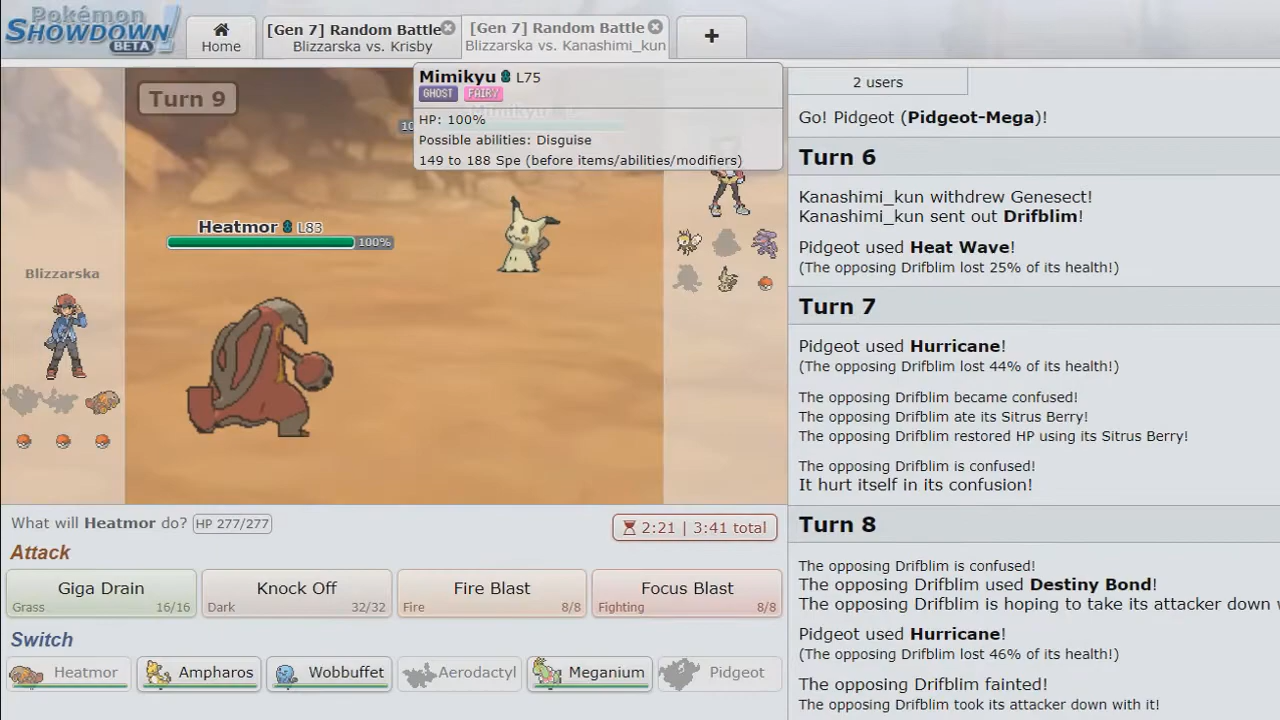 Pokémon
SHOWDOWN!
BETA
Home
[Gen 7] Random Battle
Blizzarska vs. Krisby
[Gen 7] Random Battle
Blizzarska vs. Kanashimi_kun
+
Turn 9
Mimikyu L75
GHOST FAIRY
HP: 100%
Possible abilities: Disguise
149 to 188 Spe (before items/abilities/modifiers)
Heatmor L83
100%
Blizzarska
What will Heatmor do? HP 277/277
2:21 | 3:41 total
Attack
Giga Drain
Grass 16/16
Knock Off
Dark 32/32
Fire Blast
Fire 8/8
Focus Blast
Fighting 8/8
Switch
Heatmor
Ampharos
Wobbuffet
Aerodactyl
Meganium
Pidgeot
2 users
Go! Pidgeot (Pidgeot-Mega)!
Turn 6
Kanashimi_kun withdrew Genesect!
Kanashimi_kun sent out Drifblim!
Pidgeot used Heat Wave!
(The opposing Drifblim lost 25% of its health!)
Turn 7
Pidgeot used Hurricane!
(The opposing Drifblim lost 44% of its health!)
The opposing Drifblim became confused!
The opposing Drifblim ate its Sitrus Berry!
The opposing Drifblim restored HP using its Sitrus Berry!
The opposing Drifblim is confused!
It hurt itself in its confusion!
Turn 8
The opposing Drifblim is confused!
The opposing Drifblim used Destiny Bond!
The opposing Drifblim is hoping to take its attacker down
Pidgeot used Hurricane!
(The opposing Drifblim lost 46% of its health!)
The opposing Drifblim fainted!
The opposing Drifblim took its attacker down with it!